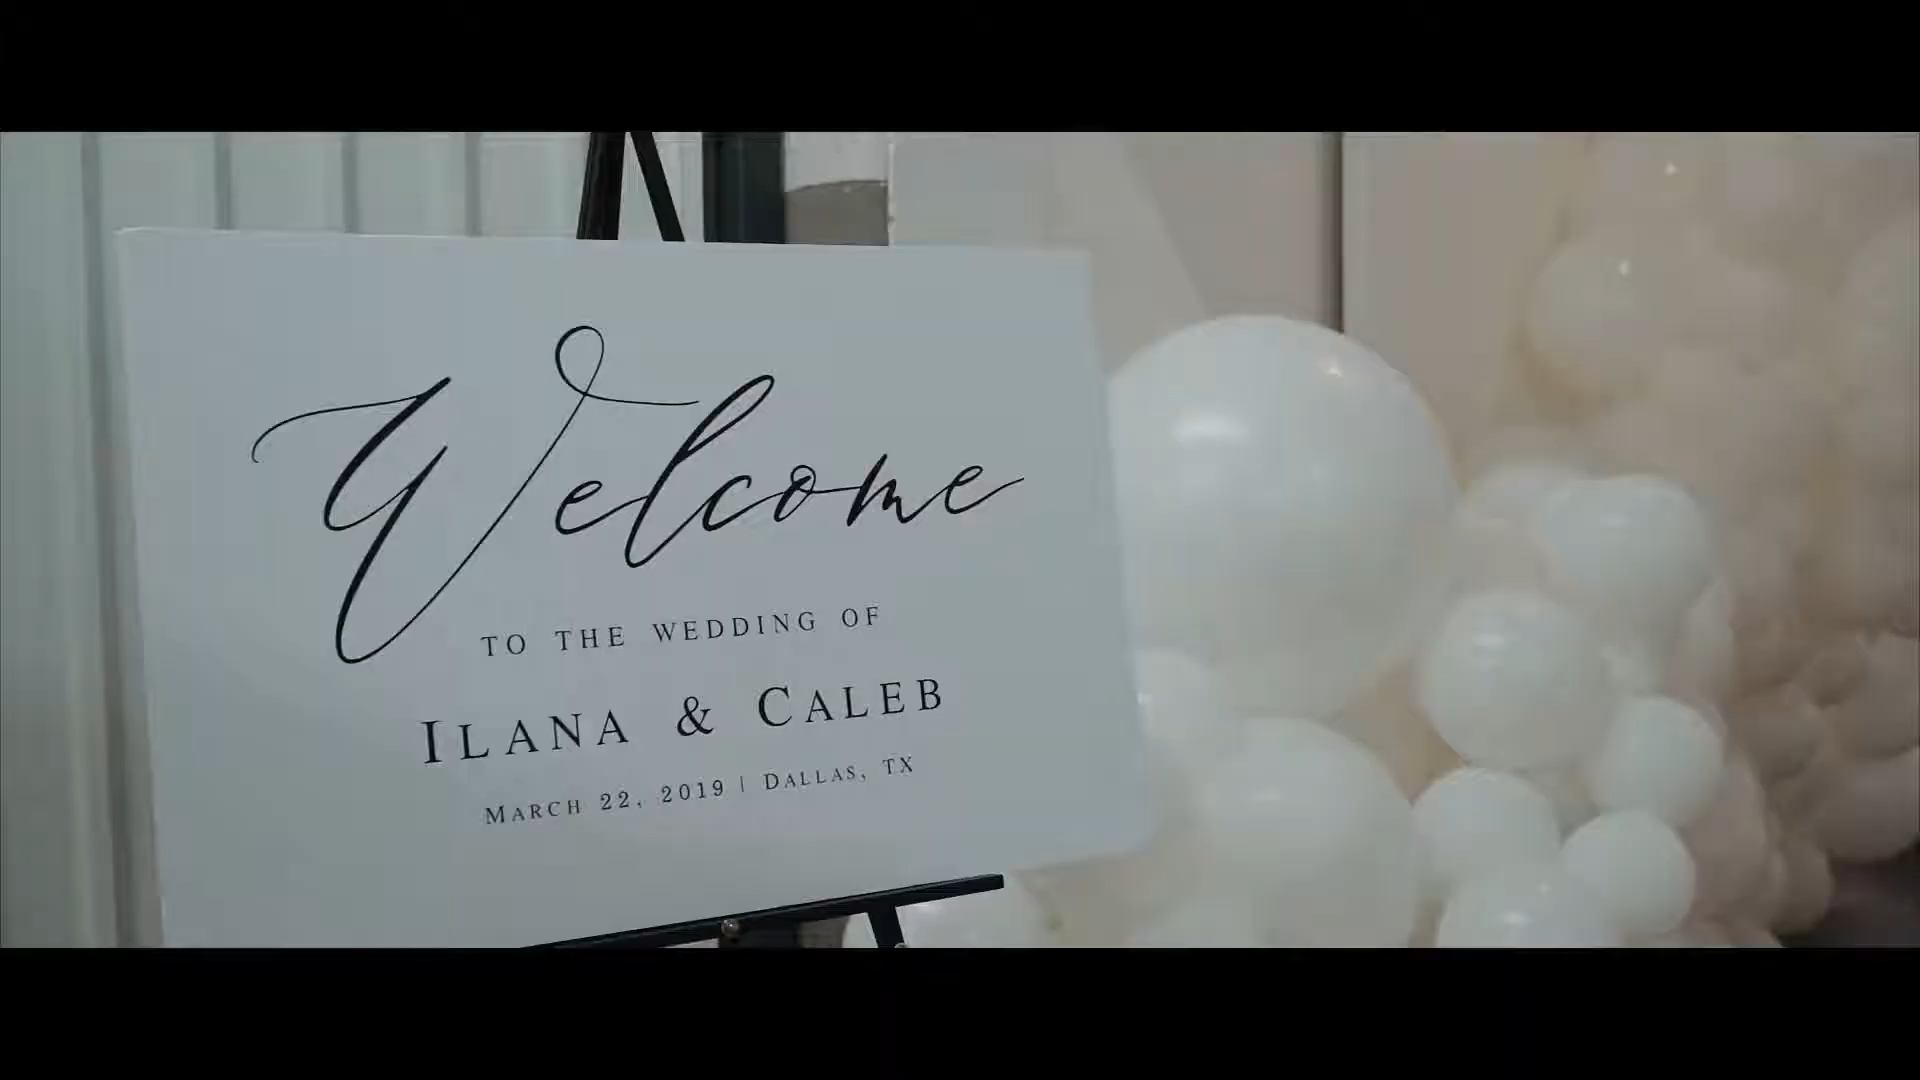 Welcome
TO THE WEDDING OF
ILANA & CALEB
MARCH 22, 2019 | DALLAS, TX